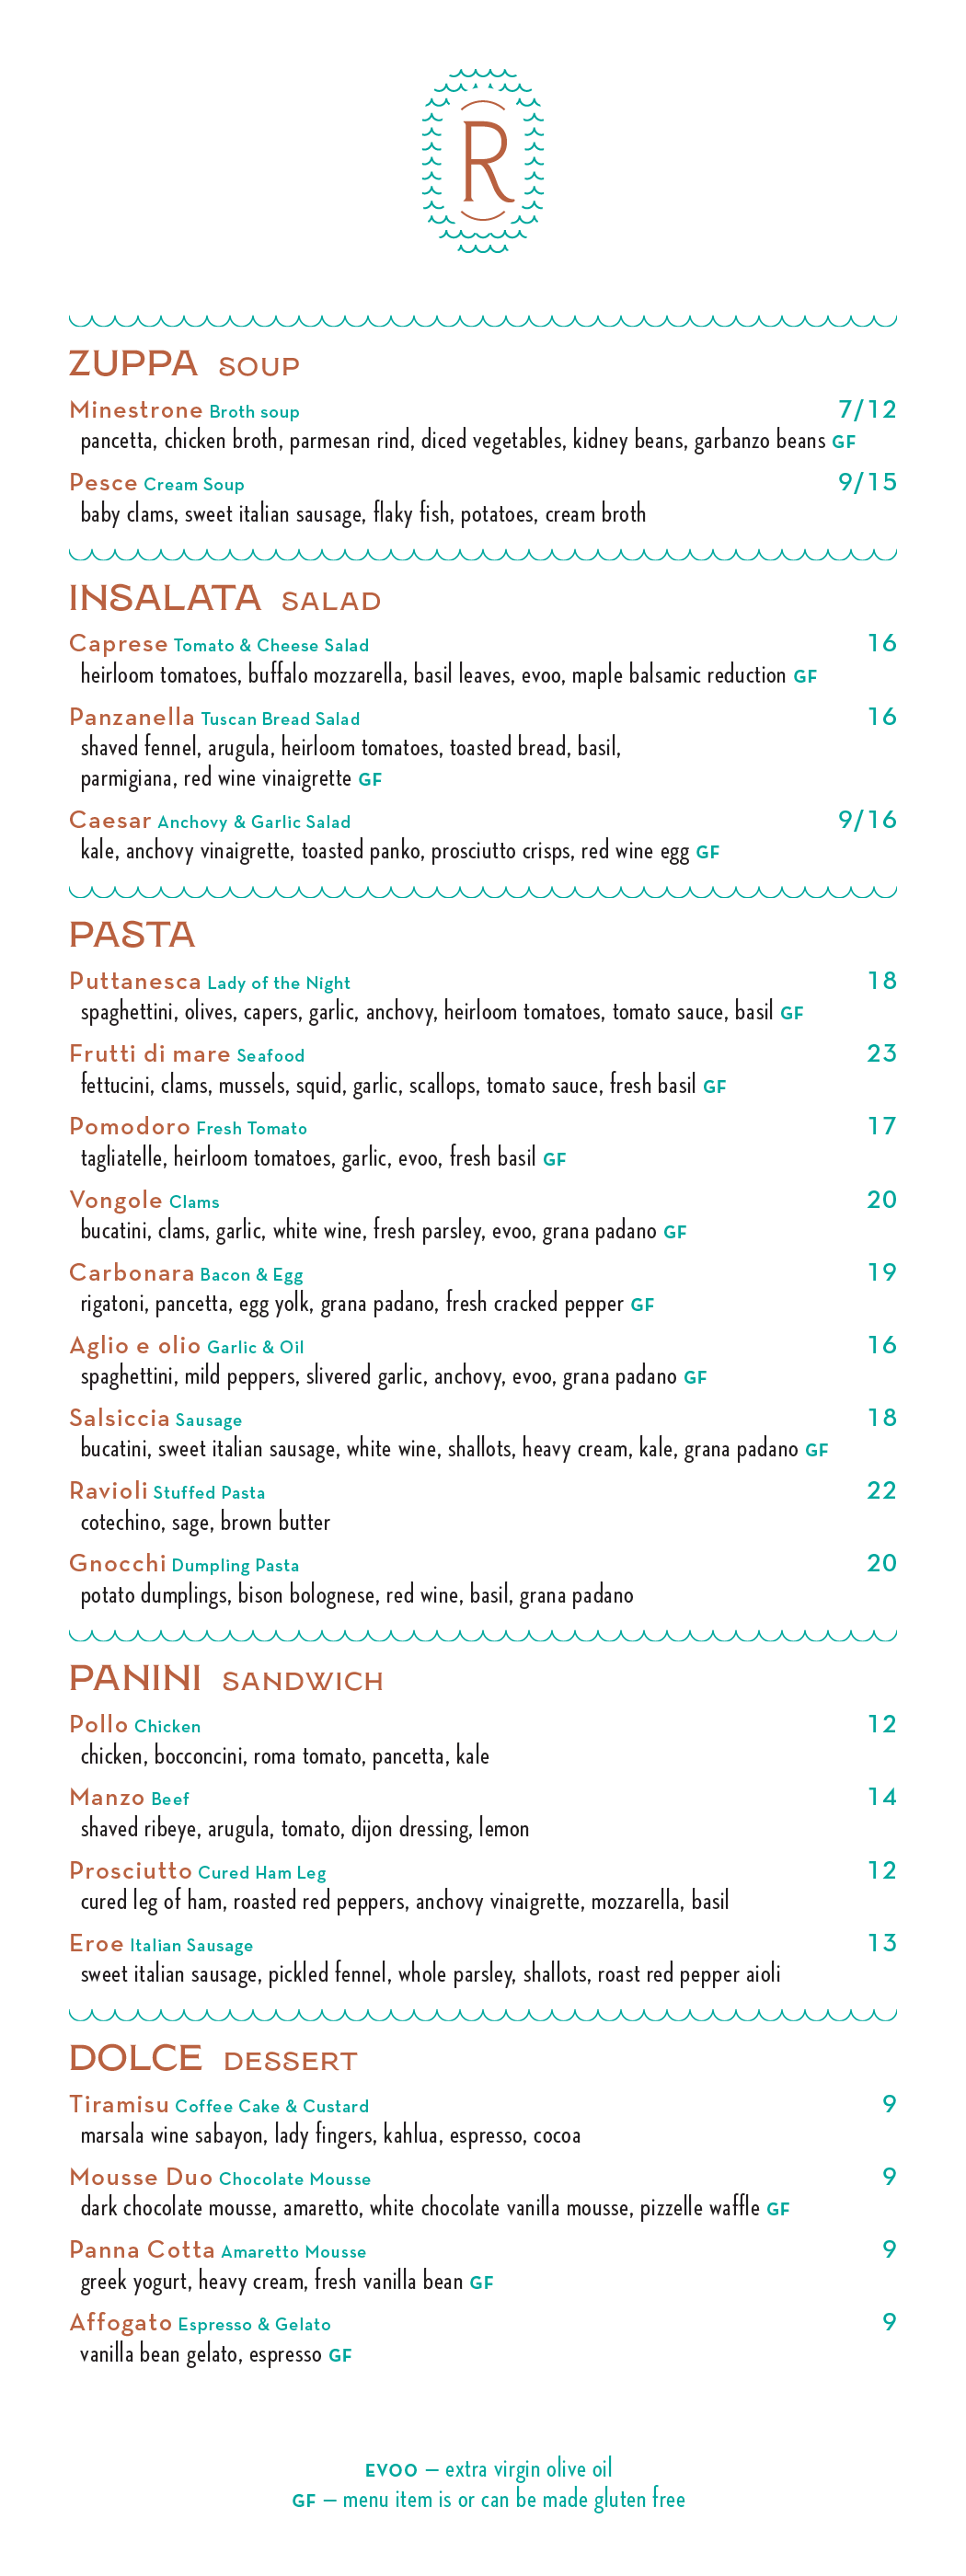 R
ZUPPA SOUP
Minestrone Broth soup 7/12
pancetta, chicken broth, parmesan rind, diced vegetables, kidney beans, garbanzo beans GF
Pesce Cream Soup 9/15
baby clams, sweet italian sausage, flaky fish, potatoes, cream broth
INSALATA SALAD
Caprese Tomato & Cheese Salad 16
heirloom tomatoes, buffalo mozzarella, basil leaves, evoo, maple balsamic reduction GF
Panzanella Tuscan Bread Salad 16
shaved fennel, arugula, heirloom tomatoes, toasted bread, basil,
parmigiana, red wine vinaigrette GF
Caesar Anchovy & Garlic Salad 9/16
kale, anchovy vinaigrette, toasted panko, prosciutto crisps, red wine egg GF
PASTA
Puttanesca Lady of the Night 18
spaghettini, olives, capers, garlic, anchovy, heirloom tomatoes, tomato sauce, basil GF
Frutti di mare Seafood 23
fettucini, clams, mussels, squid, garlic, scallops, tomato sauce, fresh basil GF
Pomodoro Fresh Tomato 17
tagliatelle, heirloom tomatoes, garlic, evoo, fresh basil GF
Vongole Clams 20
bucatini, clams, garlic, white wine, fresh parsley, evoo, grana padano GF
Carbonara Bacon & Egg 19
rigatoni, pancetta, egg yolk, grana padano, fresh cracked pepper GF
Aglio e olio Garlic & Oil 16
spaghettini, mild peppers, slivered garlic, anchovy, evoo, grana padano GF
Salsiccia Sausage 18
bucatini, sweet italian sausage, white wine, shallots, heavy cream, kale, grana padano GF
Ravioli Stuffed Pasta 22
cotechino, sage, brown butter
Gnocchi Dumpling Pasta 20
potato dumplings, bison bolognese, red wine, basil, grana padano
PANINI SANDWICH
Pollo Chicken 12
chicken, bocconcini, roma tomato, pancetta, kale
Manzo Beef 14
shaved ribeye, arugula, tomato, dijon dressing, lemon
Prosciutto Cured Ham Leg 12
cured leg of ham, roasted red peppers, anchovy vinaigrette, mozzarella, basil
Eroe Italian Sausage 13
sweet italian sausage, pickled fennel, whole parsley, shallots, roast red pepper aioli
DOLCE DESSERT
Tiramisu Coffee Cake & Custard 9
marsala wine sabayon, lady fingers, kahlua, espresso, cocoa
Mousse Duo Chocolate Mousse 9
dark chocolate mousse, amaretto, white chocolate vanilla mousse, pizzelle waffle GF
Panna Cotta Amaretto Mousse 9
greek yogurt, heavy cream, fresh vanilla bean GF
Affogato Espresso & Gelato 9
vanilla bean gelato, espresso GF
EVOO — extra virgin olive oil
GF — menu item is or can be made gluten free